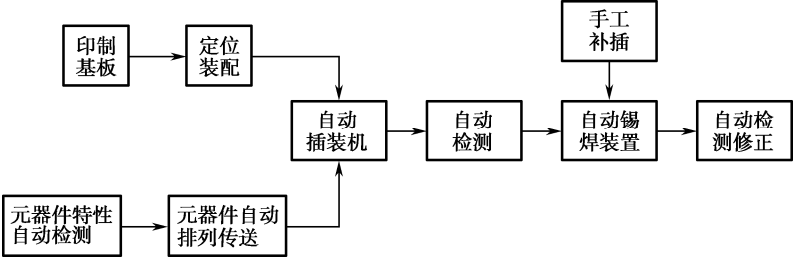 手工
补插
印制
基板
定位
装配
自动
插装机
自动
检测
自动锡
焊装置
自动检
测修正
元器件特性
自动检测
元器件自动
排列传送